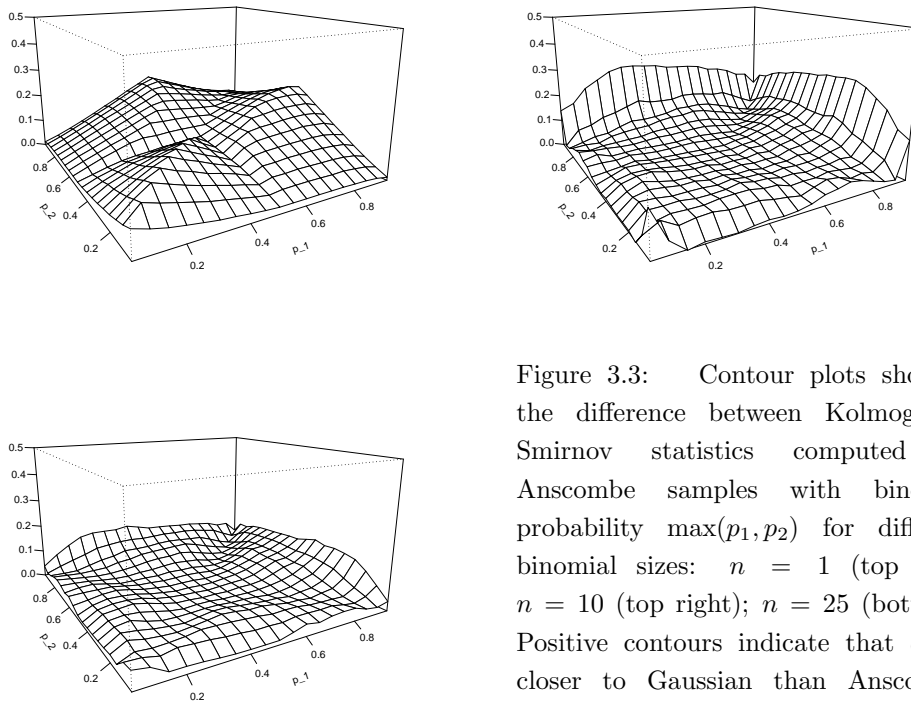 0.5
0.4
0.3
0.2
0.1
0.0
0.8
0.6
p_2
0.4
0.2
0.2
0.4
p_1
0.6
0.8
0.5
0.4
0.3
0.2
0.1
0.0
0.8
0.6
p_2
0.4
0.2
0.2
0.4
p_1
0.6
0.8
0.5
0.4
0.3
0.2
0.1
0.0
0.8
0.6
p_2
0.4
0.2
0.2
0.4
p_1
0.6
0.8
Figure 3.3: Contour plots sho
the difference between Kolmog
Smirnov statistics computed
Anscombe samples with bin
probability max(p₁, p₂) for diff
binomial sizes: n = 1 (top
n = 10 (top right); n = 25 (bot
Positive contours indicate that
closer to Gaussian than Ansco